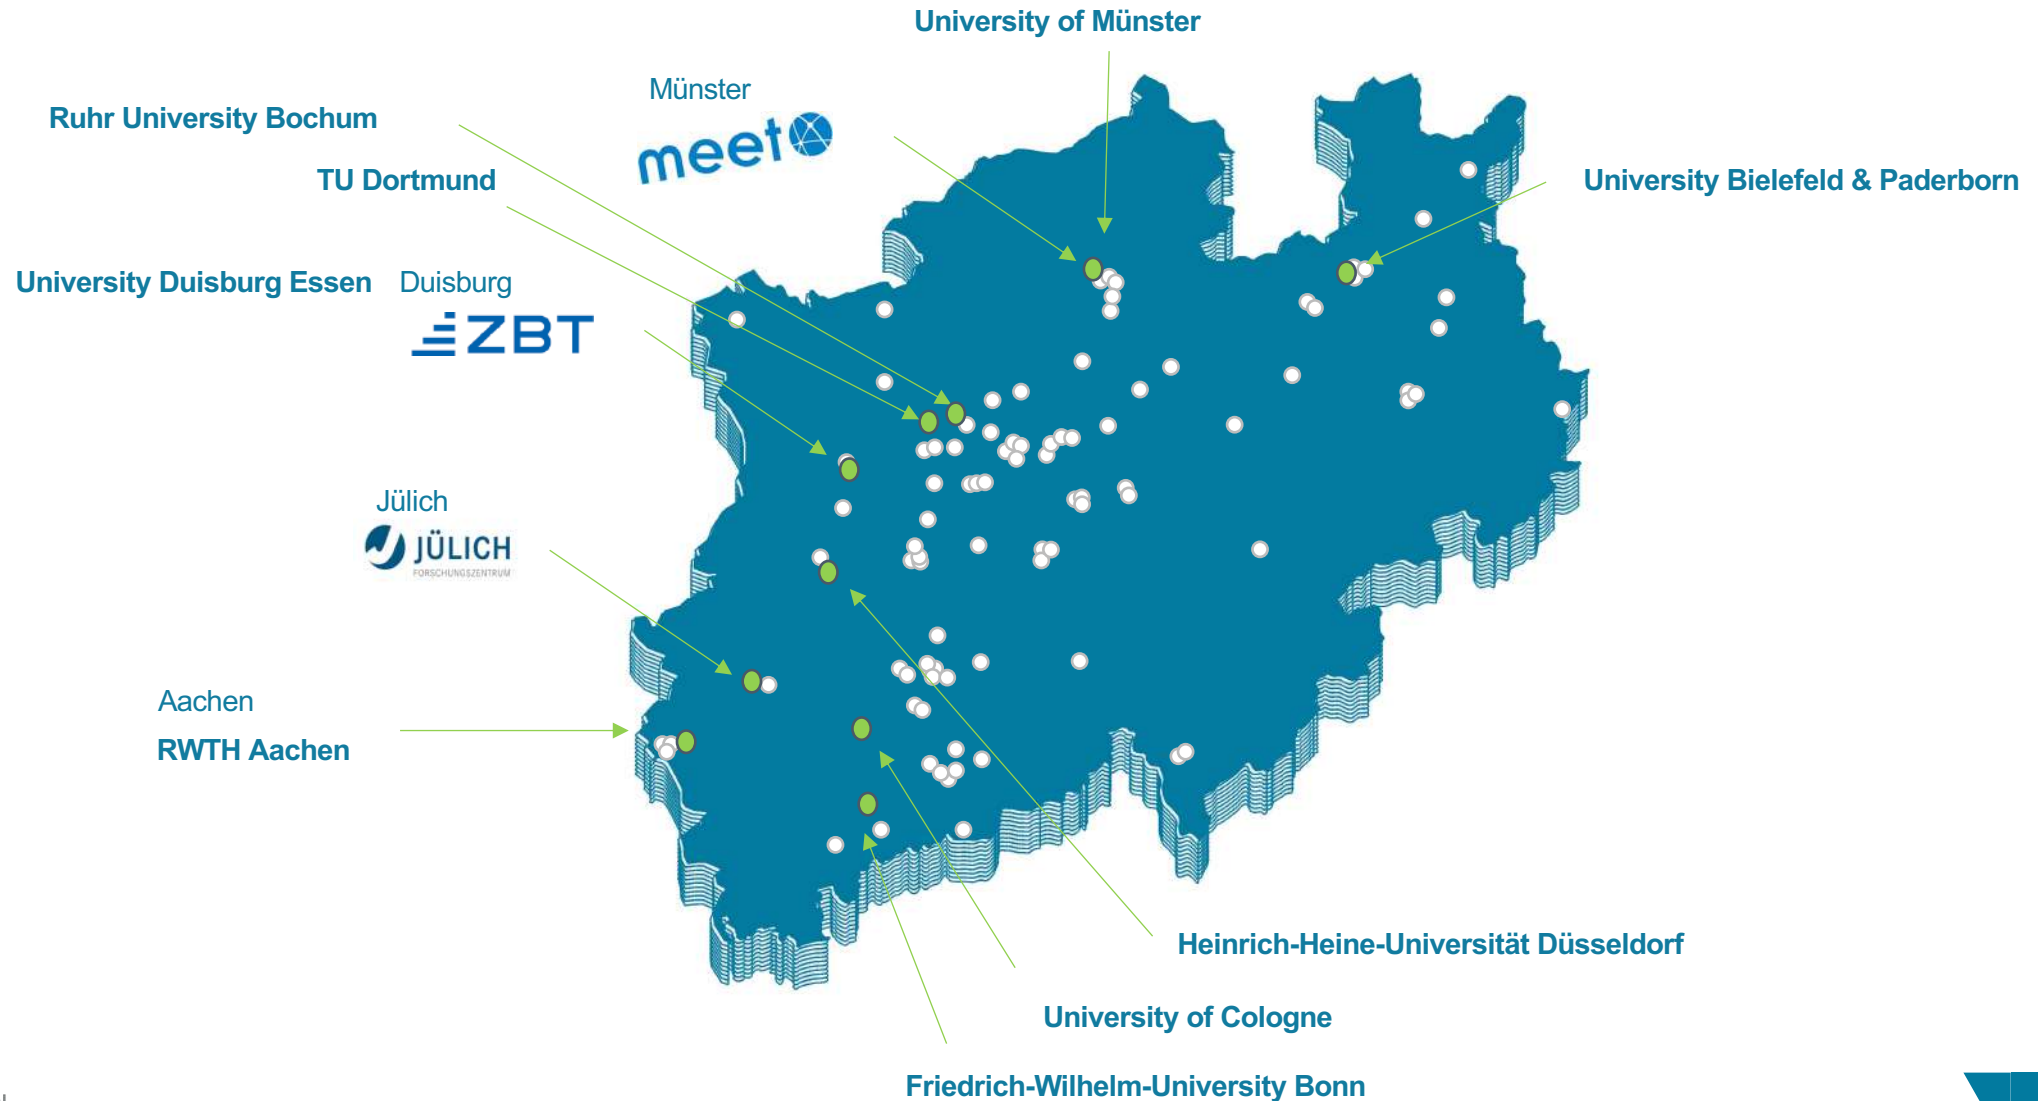 University of Münster
Münster
meet
Ruhr University Bochum
TU Dortmund
University Bielefeld & Paderborn
University Duisburg Essen
Duisburg
ZBT
Jülich
JÜLICH
FORSCHUNGSZENTRUM
Aachen
RWTH Aachen
Heinrich-Heine-Universität Düsseldorf
University of Cologne
Friedrich-Wilhelm-University Bonn